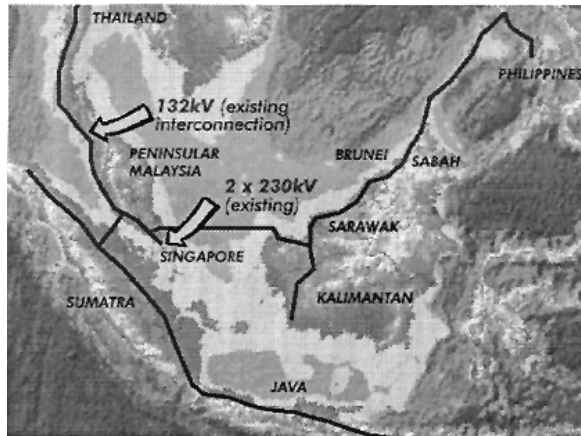 THAILAND
PHILIPPINES
132kV (existing
interconnection)
PENINSULAR
MALAYSIA
BRUNEI
SABAH
2 x 230kV
(existing)
SARAWAK
SINGAPORE
SUMATRA
KALIMANTAN
JAVA